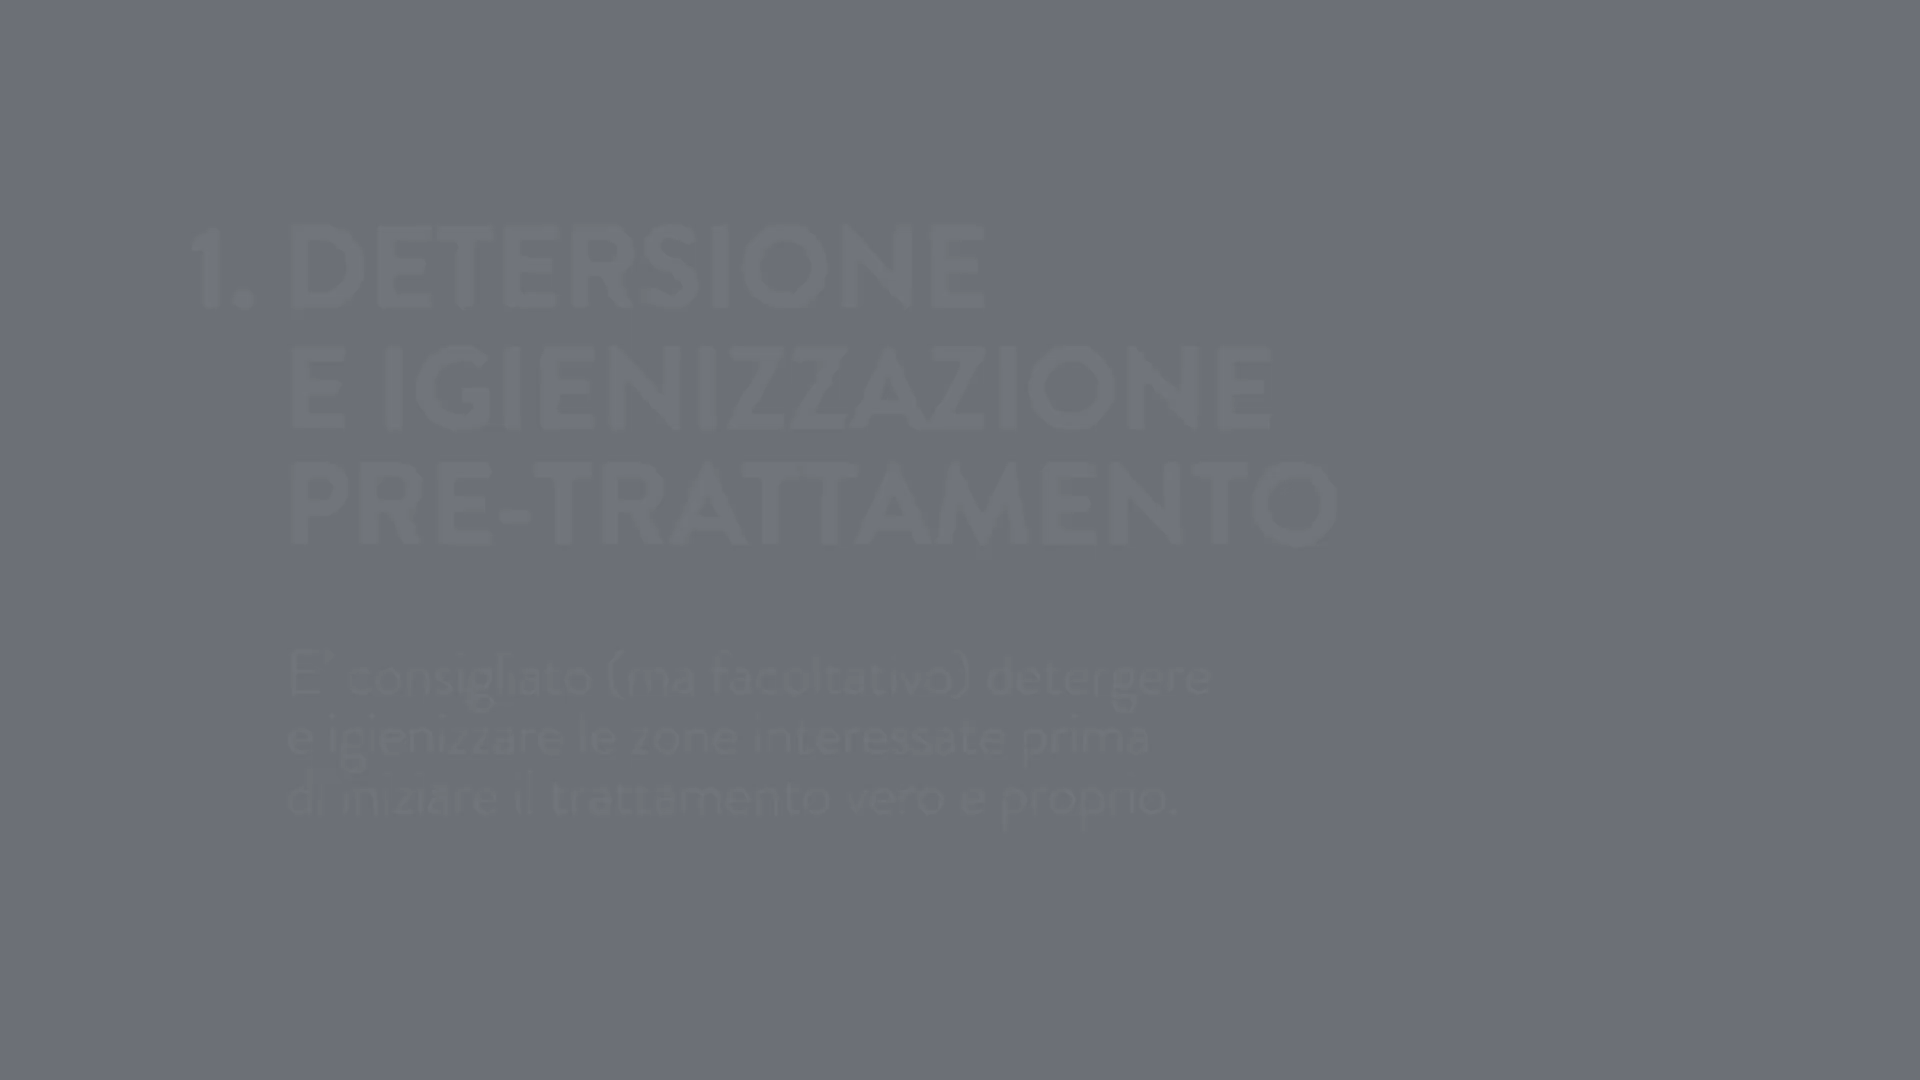 1. DETERSIONE
E IGIENIZZAZIONE
PRE-TRATTAMENTO
E' consigliato (ma facoltativo) detergere
e igienizzare le zone interessate prima
di iniziare il trattamento vero e proprio.